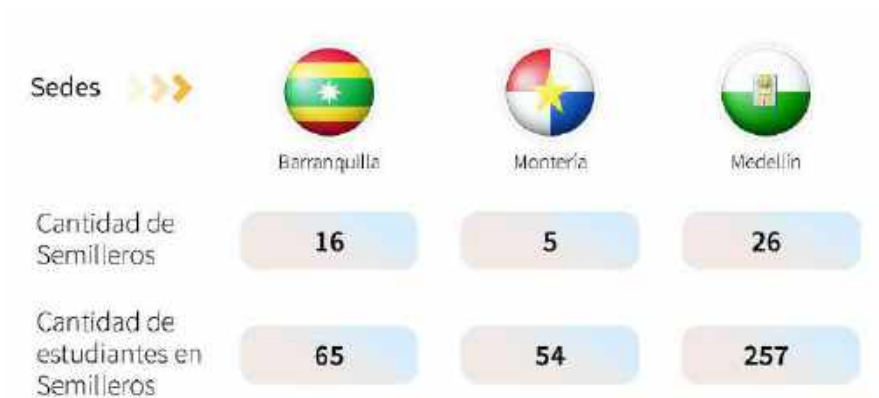 Sedes
Barranquilla Montería Medellín
Cantidad de
Semilleros
16 5 26
Cantidad de
estudiantes en
Semilleros
65 54 257